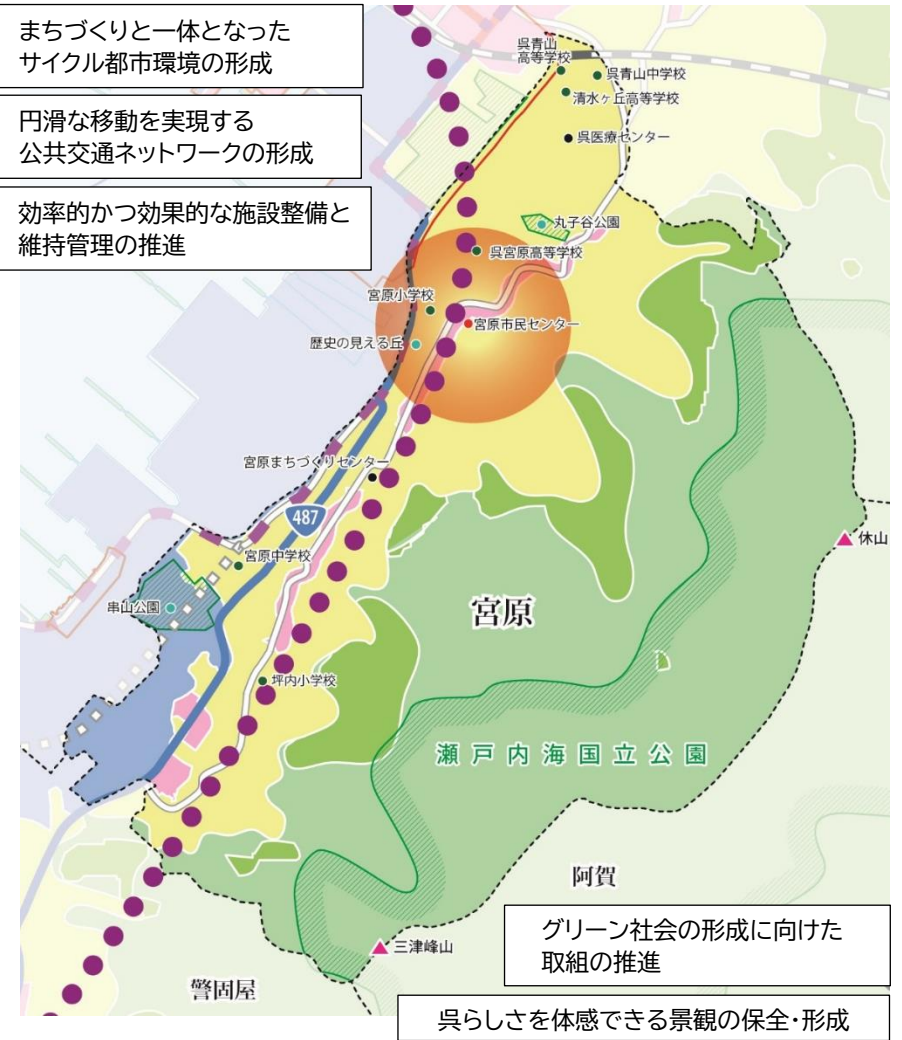 まちづくりと一体となった
サイクル都市環境の形成
円滑な移動を実現する
公共交通ネットワークの形成
効率的かつ効果的な施設整備と
維持管理の推進
呉青山
高等学校
呉青山中学校
清水ヶ丘高等学校
呉医療センター
丸子谷公園
呉宮原高等学校
宮原小学校
宮原市民センター
歴史の見える丘
宮原まちづくりセンター
487
宮原中学校
休山
串山公園
宮原
坪内小学校
瀬戸内海国立公園
阿賀
三津峰山
警固屋
グリーン社会の形成に向けた
取組の推進
呉らしさを体感できる景観の保全・形成